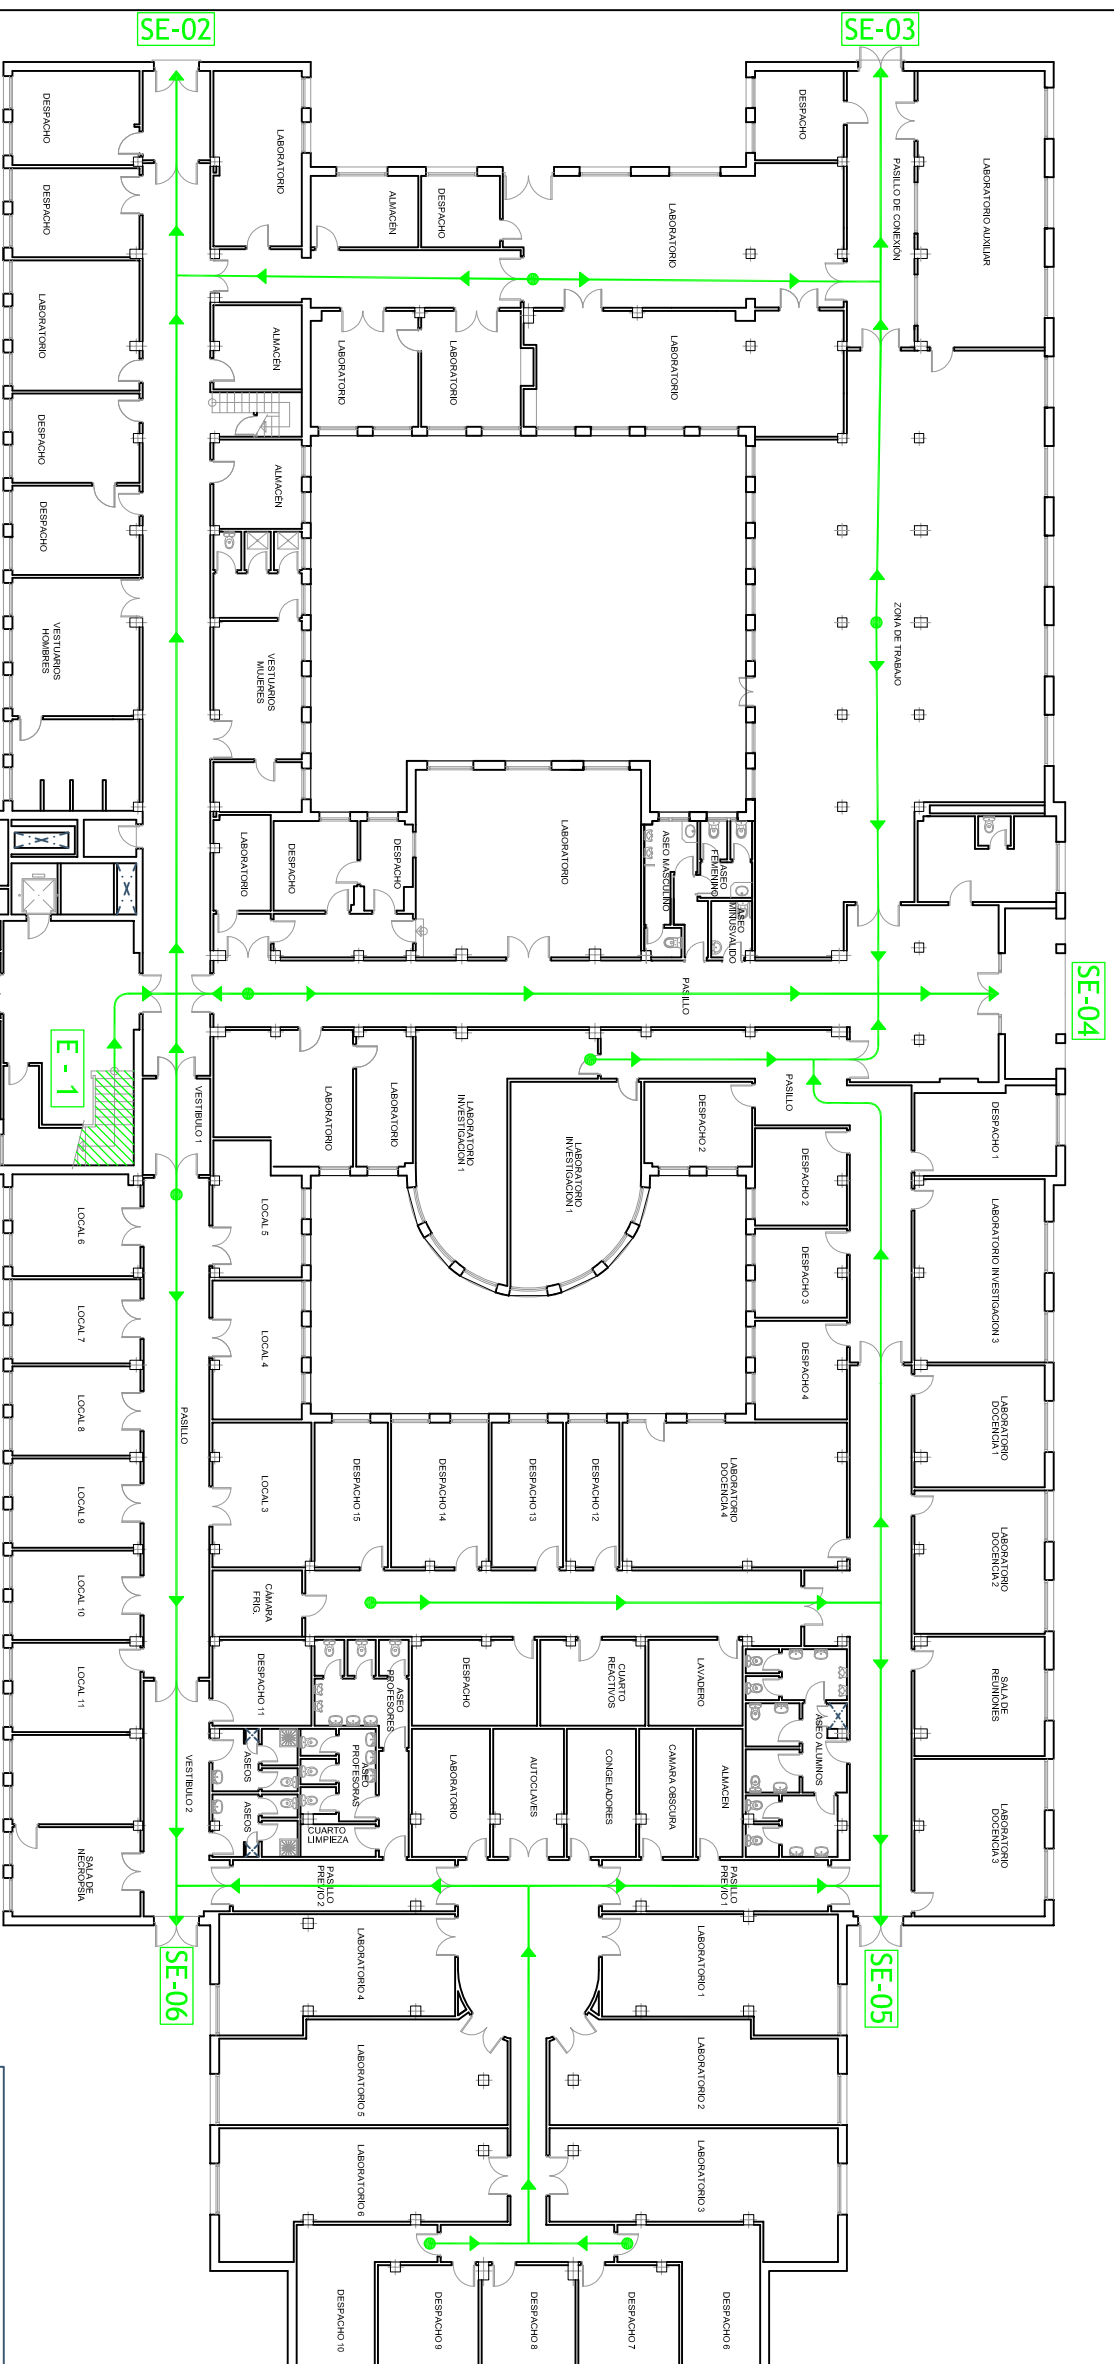 SE-02
SE-03
DESPACHO
LABORATORIO
DESPACHO
PASILLO DE CONEXIÓN
LABORATORIO AUXILIAR
DESPACHO
ALMACÉN
DESPACHO
LABORATORIO
LABORATORIO
ALMACÉN
LABORATORIO
LABORATORIO
LABORATORIO
DESPACHO
ALMACÉN
DESPACHO
VESTUARIOS
HOMBRES
VESTUARIOS
MUJERES
ZONA DE TRABAJO
LABORATORIO
DESPACHO
DESPACHO
LABORATORIO
ASEO MASCULINO
ASEO
FEMENINO
ASEO
MINUSVALIDO
PASILLO
SE-04
E - 1
VESTIBULO 1
LABORATORIO
LABORATORIO
LABORATORIO
INVESTIGACION 1
LABORATORIO
INVESTIGACION 1
DESPACHO 2
PASILLO
DESPACHO 2
DESPACHO 1
LOCAL 6
LOCAL 5
DESPACHO 3
LABORATORIO INVESTIGACION 3
LOCAL 7
LOCAL 4
DESPACHO 4
LOCAL 8
PASILLO
LABORATORIO
DOCENCIA 1
LOCAL 9
LOCAL 3
DESPACHO 15
DESPACHO 14
DESPACHO 13
DESPACHO 12
LABORATORIO
DOCENCIA 4
LABORATORIO
DOCENCIA 2
LOCAL 10
CÁMARA
FRIG.
LOCAL 11
DESPACHO 11
ASEO
PROFESORES
DESPACHO
CUARTO
REACTIVOS
LAVADERO
SALA DE
REUNIONES
VESTIBULO 2
ASEOS
ASEO
PROFESORAS
ASEO ALUMNOS
ASEOS
CUARTO
LIMPIEZA
LABORATORIO
AUTOCLAVES
CONGELADORES
CAMARA OBSCURA
ALMACEN
LABORATORIO
DOCENCIA 3
SALA DE
NECROPSIA
PASILLO
PREVIO 2
PASILLO
PREVIO 1
SE-06
SE-05
LABORATORIO 4
LABORATORIO 1
LABORATORIO 5
LABORATORIO 2
LABORATORIO 6
LABORATORIO 3
DESPACHO 10
DESPACHO 9
DESPACHO 8
DESPACHO 7
DESPACHO 6